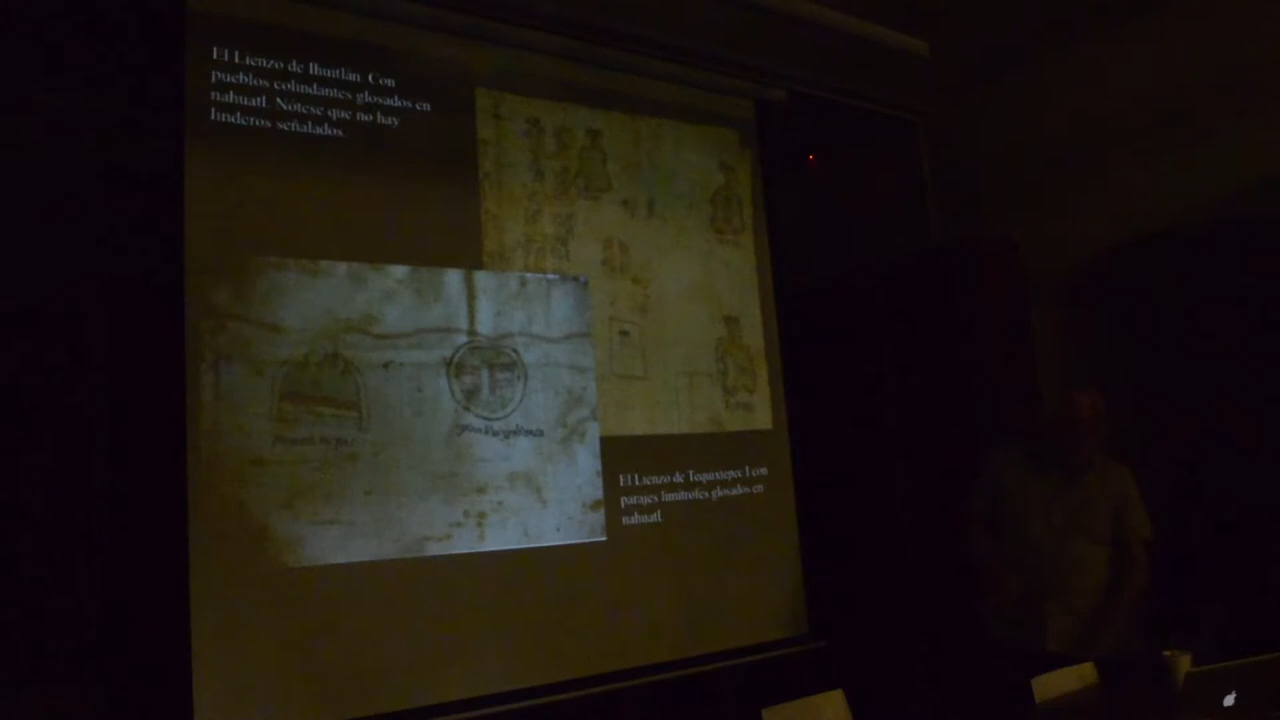 El Lienzo de Ihuitlán. Con
pueblos colindantes glosados en
nahuatl. Nótese que no hay
linderos señalados.
El Lienzo de Tequixtepec I con
parajes limítrofes glosados en
nahuatl.